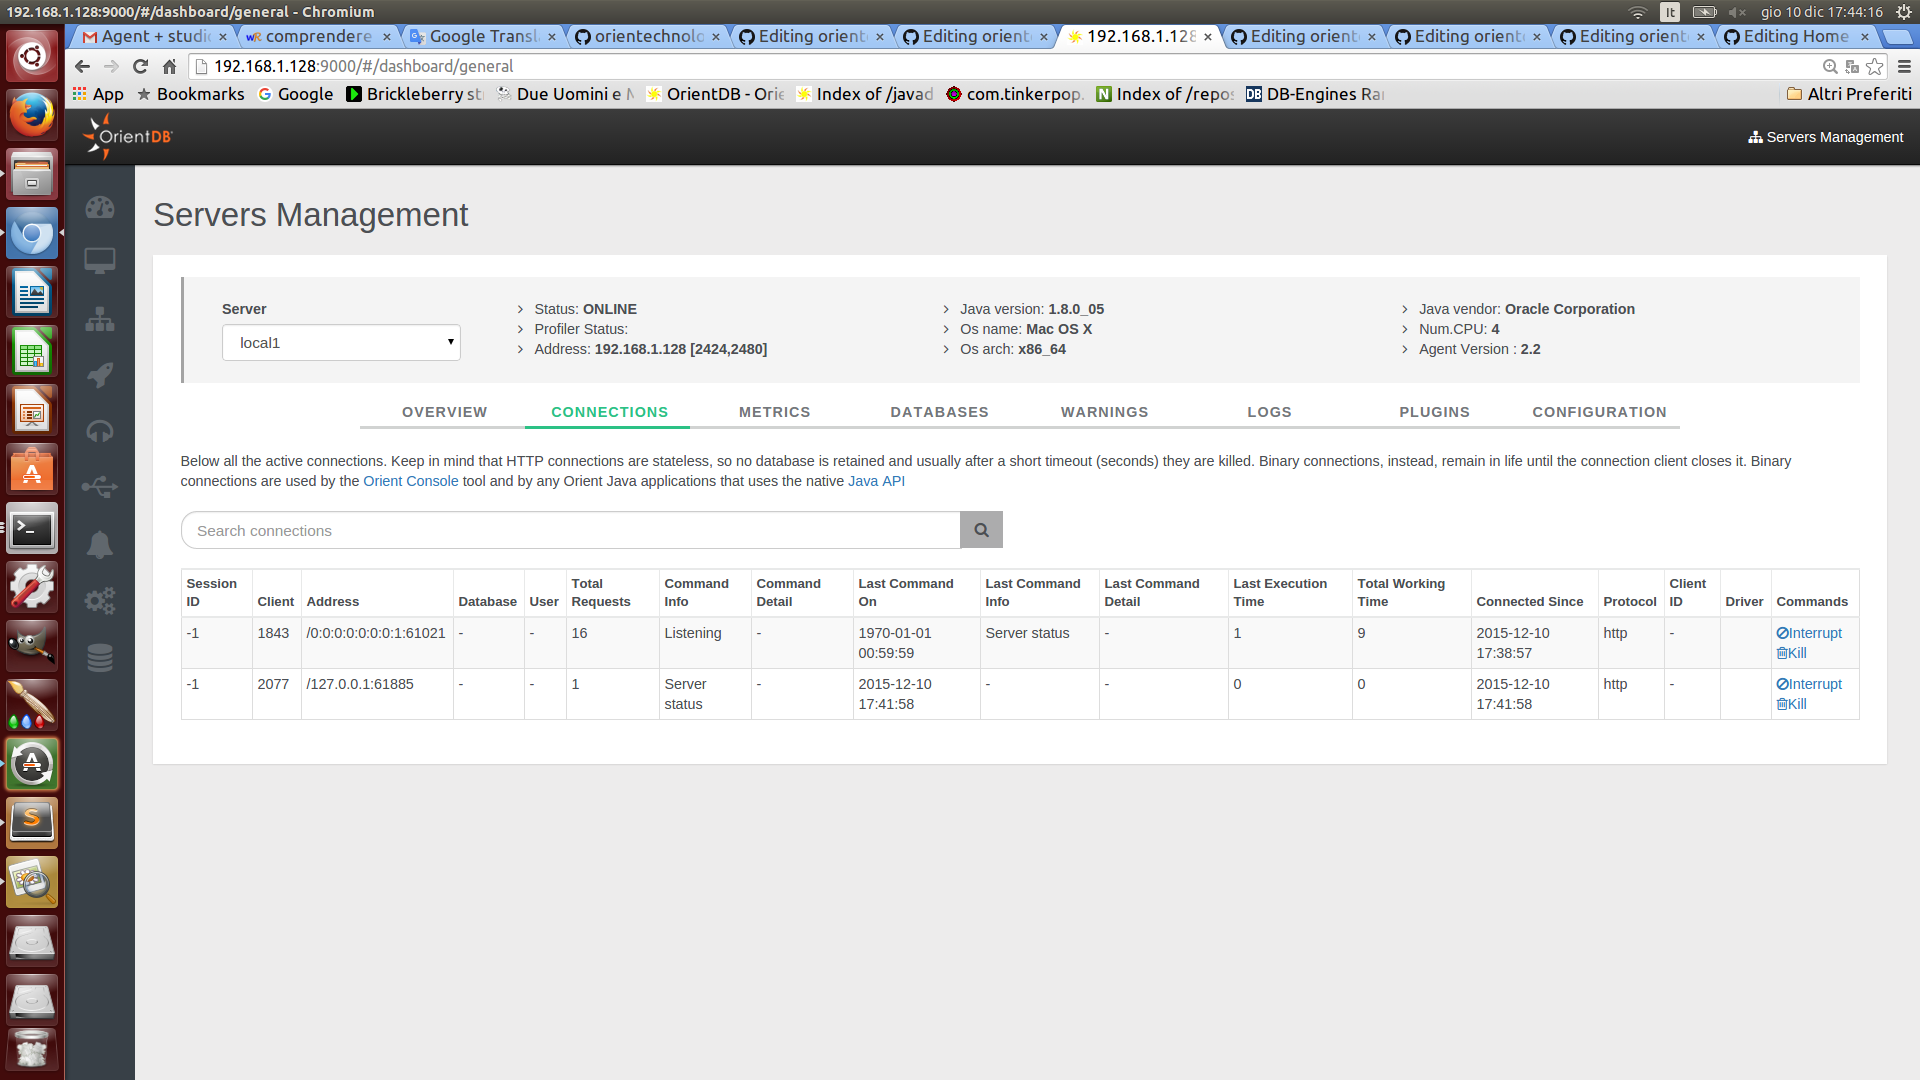 192.168.1.128:9000/#/dashboard/general - Chromium
It
gio 10 dic 17:44:16
Agent + studi
comprendere
Google Transl
orientechnolo
Editing orient
Editing orient
192.168.1.128
Editing orient
Editing orient
Editing orient
Editing Home
192.168.1.128:9000/#/dashboard/general
App
Bookmarks
Google
Brickleberry st
Due Uomini e M
OrientDB - Orie
Index of /javad
com.tinkerpop.
Index of /repos
DB DB-Engines Ra
Altri Preferiti
OrientDB
Servers Management
Servers Management
Server
local1
Status: ONLINE
Profiler Status:
Address: 192.168.1.128 [2424,2480]
Java version: 1.8.0_05
Os name: Mac OS X
Os arch: x86_64
Java vendor: Oracle Corporation
Num.CPU: 4
Agent Version : 2.2
OVERVIEW CONNECTIONS METRICS DATABASES WARNINGS LOGS PLUGINS CONFIGURATION
Below all the active connections. Keep in mind that HTTP connections are stateless, so no database is retained and usually after a short timeout (seconds) they are killed. Binary connections, instead, remain in life until the connection client closes it. Binary
connections are used by the Orient Console tool and by any Orient Java applications that uses the native Java API
Search connections
Session ID Client Address Database User Total Requests Command Info Command Detail Last Command On Last Command Info Last Command Detail Last Execution Time Total Working Time Connected Since Protocol Client ID Driver Commands
-1 1843 /0:0:0:0:0:0:0:1:61021 - - 16 Listening - 1970-01-01 00:59:59 Server status - 1 9 2015-12-10 17:38:57 http - Interrupt Kill
-1 2077 /127.0.0.1:61885 - - 1 Server status - 2015-12-10 17:41:58 - - 0 0 2015-12-10 17:41:58 http - Interrupt Kill